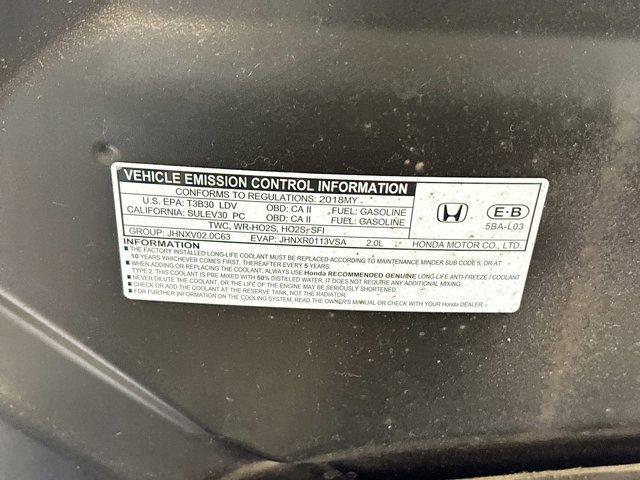 VEHICLE EMISSION CONTROL INFORMATION
CONFORMS TO REGULATIONS: 2018MY
U.S. EPA: T3B30 LDV OBD: CA II FUEL: GASOLINE
CALIFORNIA: SULEV30 PC OBD: CA II FUEL: GASOLINE
TWC, WR-HO2S, HO2S, SFI
GROUP: JHNXV02.0C63 EVAP: JHNXR0113VSA 2.0L HONDA MOTOR CO., LTD.
E·B
5BA-L03
INFORMATION
■ THE FACTORY INSTALLED LONG-LIFE COOLANT MUST BE REPLACED ACCORDING TO MAINTENANCE MINDER SUB CODE 5, OR AT
10 YEARS WHICHEVER COMES FIRST. THEREAFTER EVERY 5 YEARS.
■ WHEN ADDING OR REPLACING THE COOLANT, ALWAYS USE Honda RECOMMENDED GENUINE LONG-LIFE ANTI-FREEZE / COOLANT
TYPE 2. THIS COOLANT IS PRE-MIXED WITH 50% DISTILLED WATER. IT DOES NOT REQUIRE ANY ADDITIONAL MIXING.
■ NEVER DILUTE THE COOLANT, OR THE LIFE OF THE ENGINE MAY BE SERIOUSLY SHORTENED.
■ CHECK OR ADD THE COOLANT AT THE RESERVE TANK, NOT THE RADIATOR.
■ FOR FURTHER INFORMATION ON THE COOLING SYSTEM, READ THE OWNER'S MANUAL OR CHECK WITH YOUR Honda DEALER.